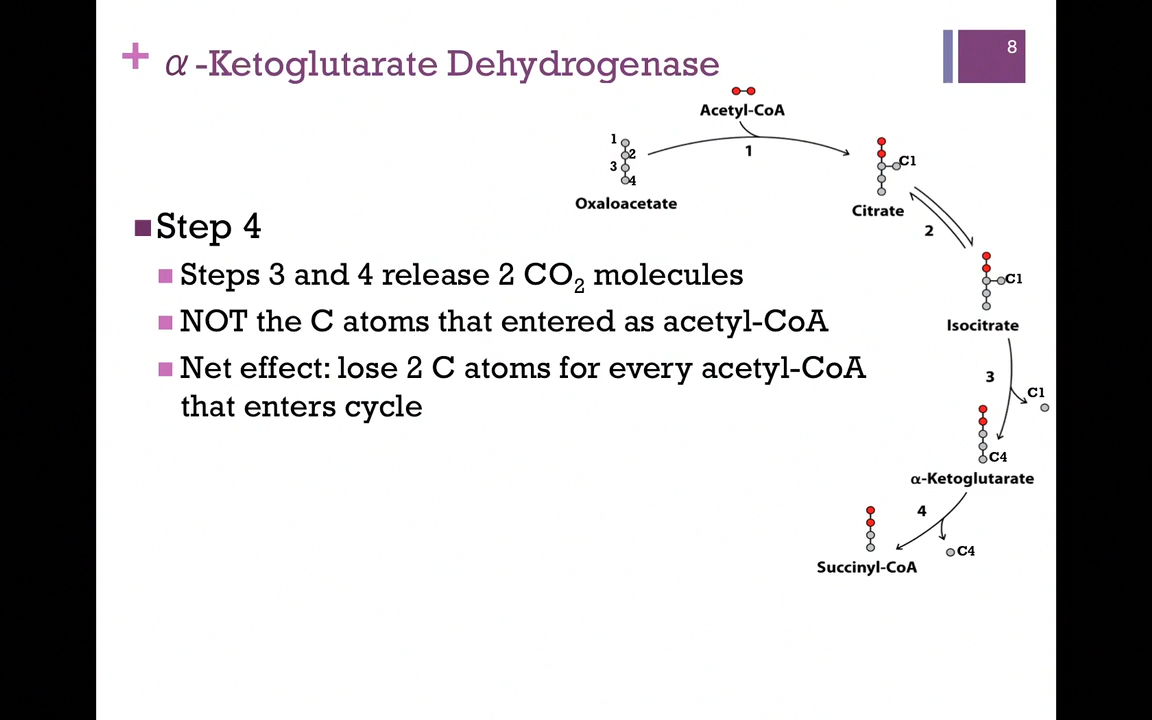 + α-Ketoglutarate Dehydrogenase
8
Step 4
Steps 3 and 4 release 2 CO₂ molecules
NOT the C atoms that entered as acetyl-CoA
Net effect: lose 2 C atoms for every acetyl-CoA
that enters cycle
Acetyl-CoA
1
1
2
3
4
Oxaloacetate
C1
Citrate
2
C1
Isocitrate
3
C1
C4
α-Ketoglutarate
4
C4
Succinyl-CoA